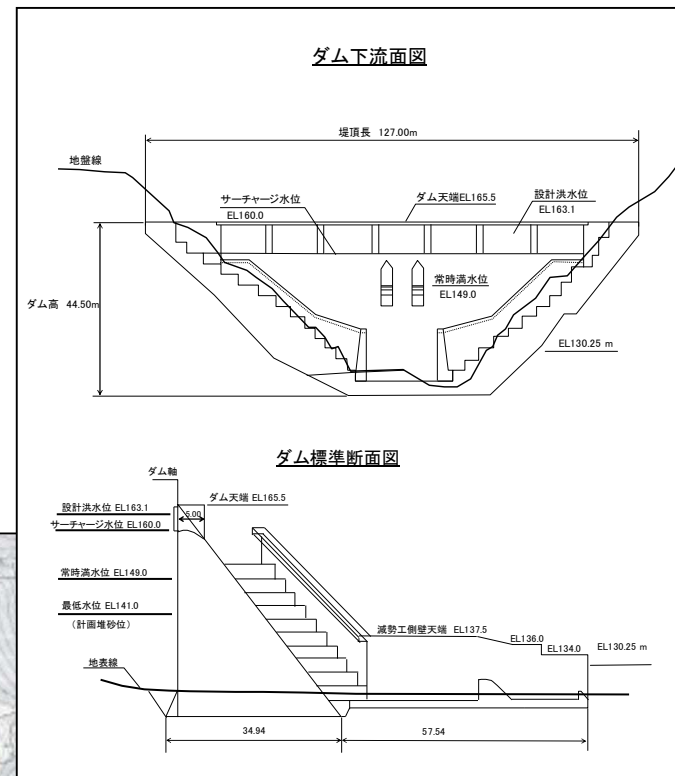 ダム下流面図
堤頂長 127.00m
地盤線
サーチャージ水位
EL160.0
ダム天端EL165.5
設計洪水位
EL163.1
常時満水位
EL149.0
ダム高 44.50m
EL130.25 m
ダム標準断面図
ダム軸
設計洪水位 EL163.1
ダム天端 EL165.5
5.00
サーチャージ水位 EL160.0
常時満水位 EL149.0
最低水位 EL141.0
(計画堆砂位)
減勢工側壁天端 EL137.5
EL136.0
EL134.0
EL130.25 m
地表線
34.94
57.54